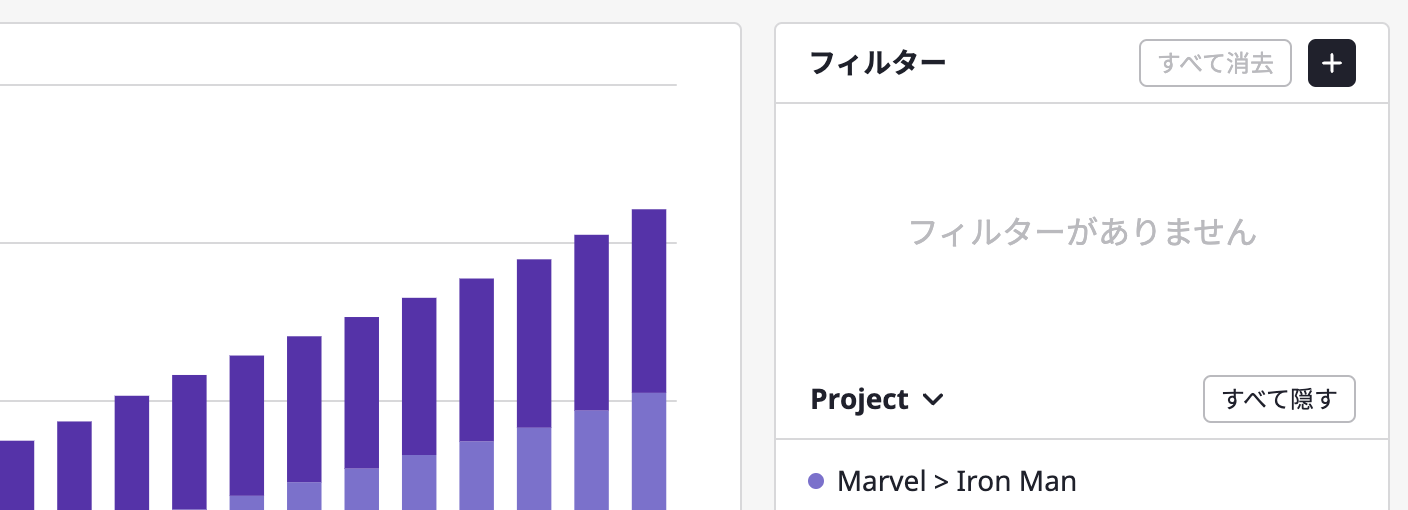 フィルター
すべて消去
フィルターがありません
Project
すべて隠す
Marvel > Iron Man